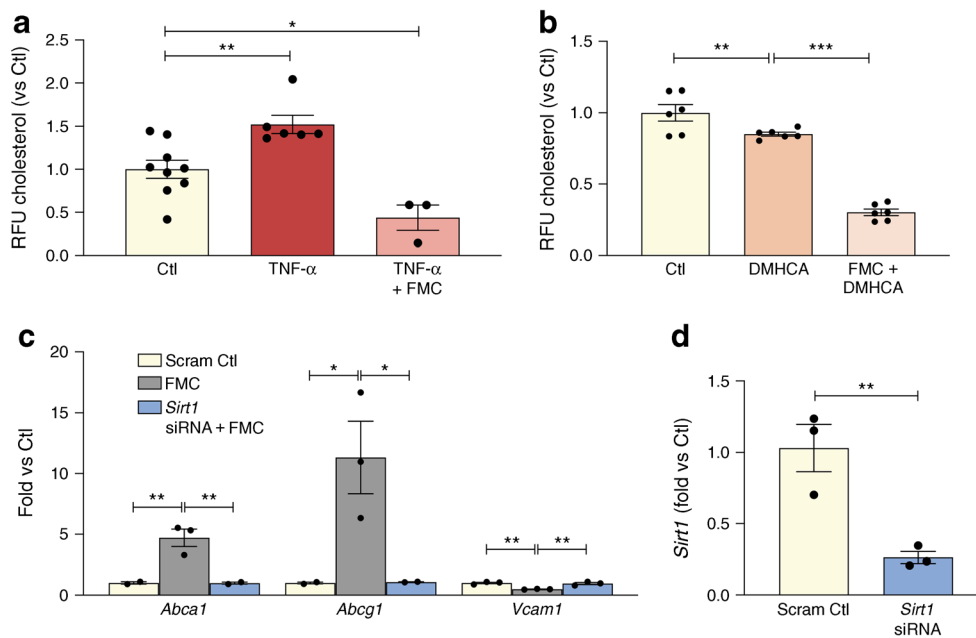 a
RFU cholesterol (vs Ctl)
2.5
2.0
1.5
1.0
0.5
0.0
*
**
Ctl
TNF-α
TNF-α
+ FMC
b
RFU cholesterol (vs Ctl)
1.5
1.0
0.5
0.0
**
***
Ctl
DMHCA
FMC +
DMHCA
c
Fold vs Ctl
20
15
10
5
0
Scram Ctl
FMC
Sirt1
siRNA + FMC
**
**
*
*
**
**
Abca1
Abcg1
Vcam1
d
Sirt1 (fold vs Ctl)
1.5
1.0
0.5
0.0
**
Scram Ctl
Sirt1
siRNA